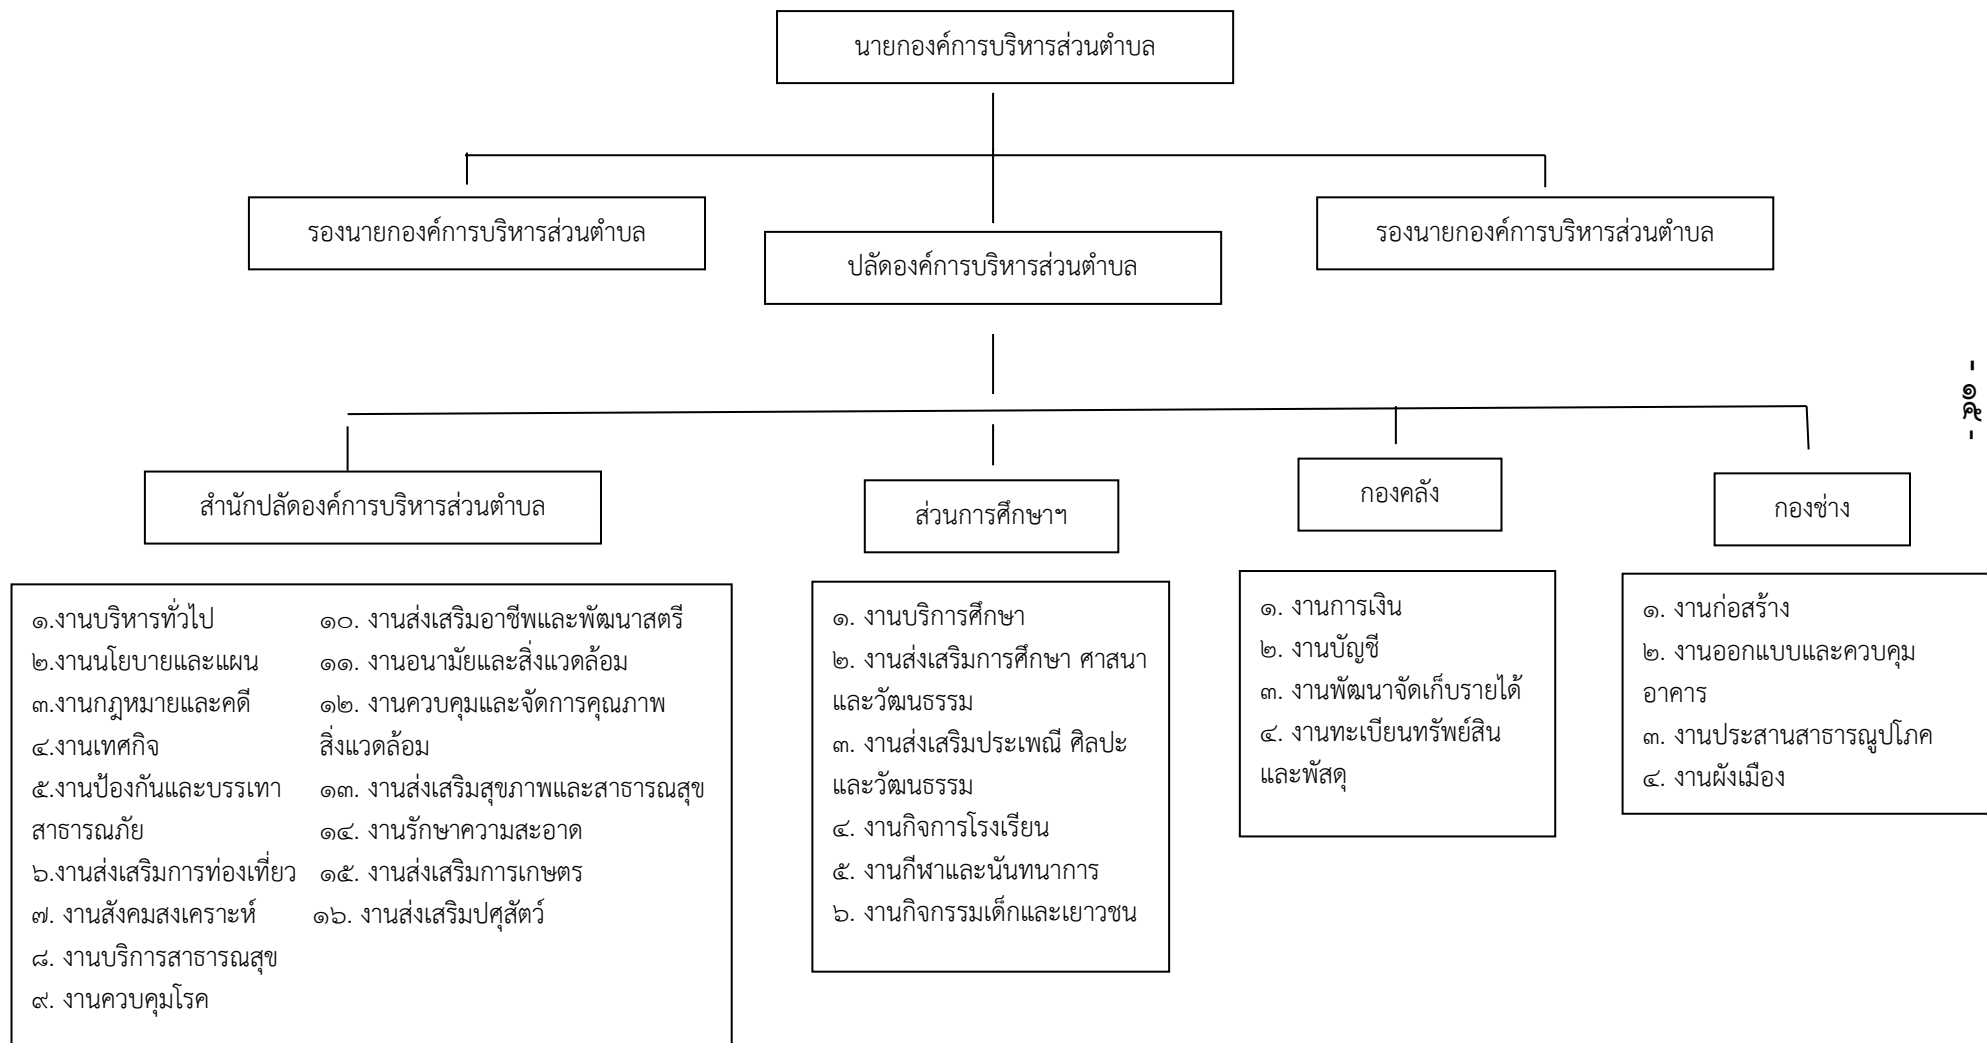 นายกองค์การบริหารส่วนตำบล
รองนายกองค์การบริหารส่วนตำบล
ปลัดองค์การบริหารส่วนตำบล
รองนายกองค์การบริหารส่วนตำบล
- ๑๕ -
สำนักปลัดองค์การบริหารส่วนตำบล
ส่วนการศึกษาฯ
กองคลัง
กองช่าง
๑.งานบริหารทั่วไป
๒.งานนโยบายและแผน
๓.งานกฎหมายและคดี
๔.งานเทศกิจ
๕.งานป้องกันและบรรเทา
สาธารณภัย
๖.งานส่งเสริมการท่องเที่ยว
๗. งานสังคมสงเคราะห์
๘. งานบริการสาธารณสุข
๙. งานควบคุมโรค
๑๐. งานส่งเสริมอาชีพและพัฒนาสตรี
๑๑. งานอนามัยและสิ่งแวดล้อม
๑๒. งานควบคุมและจัดการคุณภาพ
สิ่งแวดล้อม
๑๓. งานส่งเสริมสุขภาพและสาธารณสุข
๑๔. งานรักษาความสะอาด
๑๕. งานส่งเสริมการเกษตร
๑๖. งานส่งเสริมปศุสัตว์
๑. งานบริการศึกษา
๒. งานส่งเสริมการศึกษา ศาสนา
และวัฒนธรรม
๓. งานส่งเสริมประเพณี ศิลปะ
และวัฒนธรรม
๔. งานกิจการโรงเรียน
๕. งานกีฬาและนันทนาการ
๖. งานกิจกรรมเด็กและเยาวชน
๑. งานการเงิน
๒. งานบัญชี
๓. งานพัฒนาจัดเก็บรายได้
๔. งานทะเบียนทรัพย์สิน
และพัสดุ
๑. งานก่อสร้าง
๒. งานออกแบบและควบคุม
อาคาร
๓. งานประสานสาธารณูปโภค
๔. งานผังเมือง